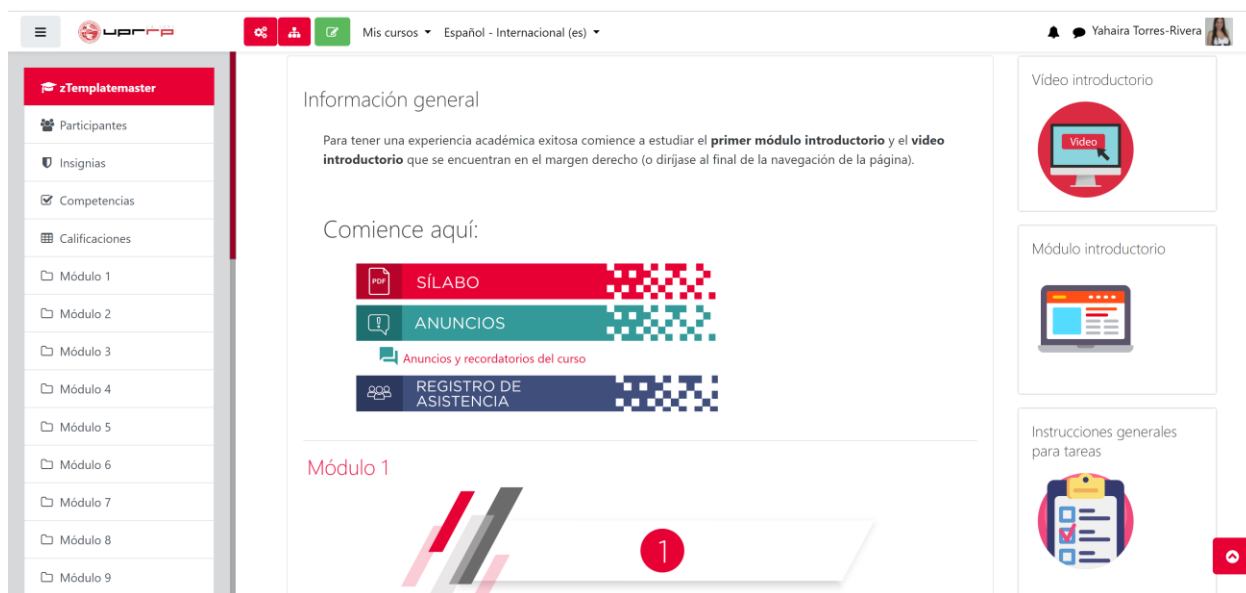 uprrp
Mis cursos
Español - Internacional (es)
Yahaira Torres-Rivera
zTemplatemaster
Participantes
Insignias
Competencias
Calificaciones
Módulo 1
Módulo 2
Módulo 3
Módulo 4
Módulo 5
Módulo 6
Módulo 7
Módulo 8
Módulo 9
Información general
Para tener una experiencia académica exitosa comience a estudiar el primer módulo introductorio y el video
introductorio que se encuentran en el margen derecho (o diríjase al final de la navegación de la página).
Comience aquí:
PDF
SÍLABO
ANUNCIOS
Anuncios y recordatorios del curso
REGISTRO DE
ASISTENCIA
Módulo 1
1
Vídeo introductorio
Video
Módulo introductorio
Instrucciones generales
para tareas